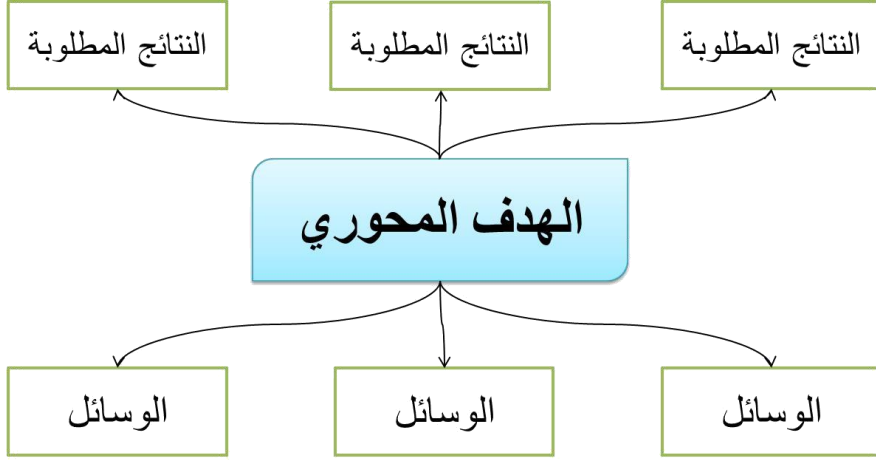 النتائج المطلوبة
النتائج المطلوبة
النتائج المطلوبة
الهدف المحوري
الوسائل
الوسائل
الوسائل